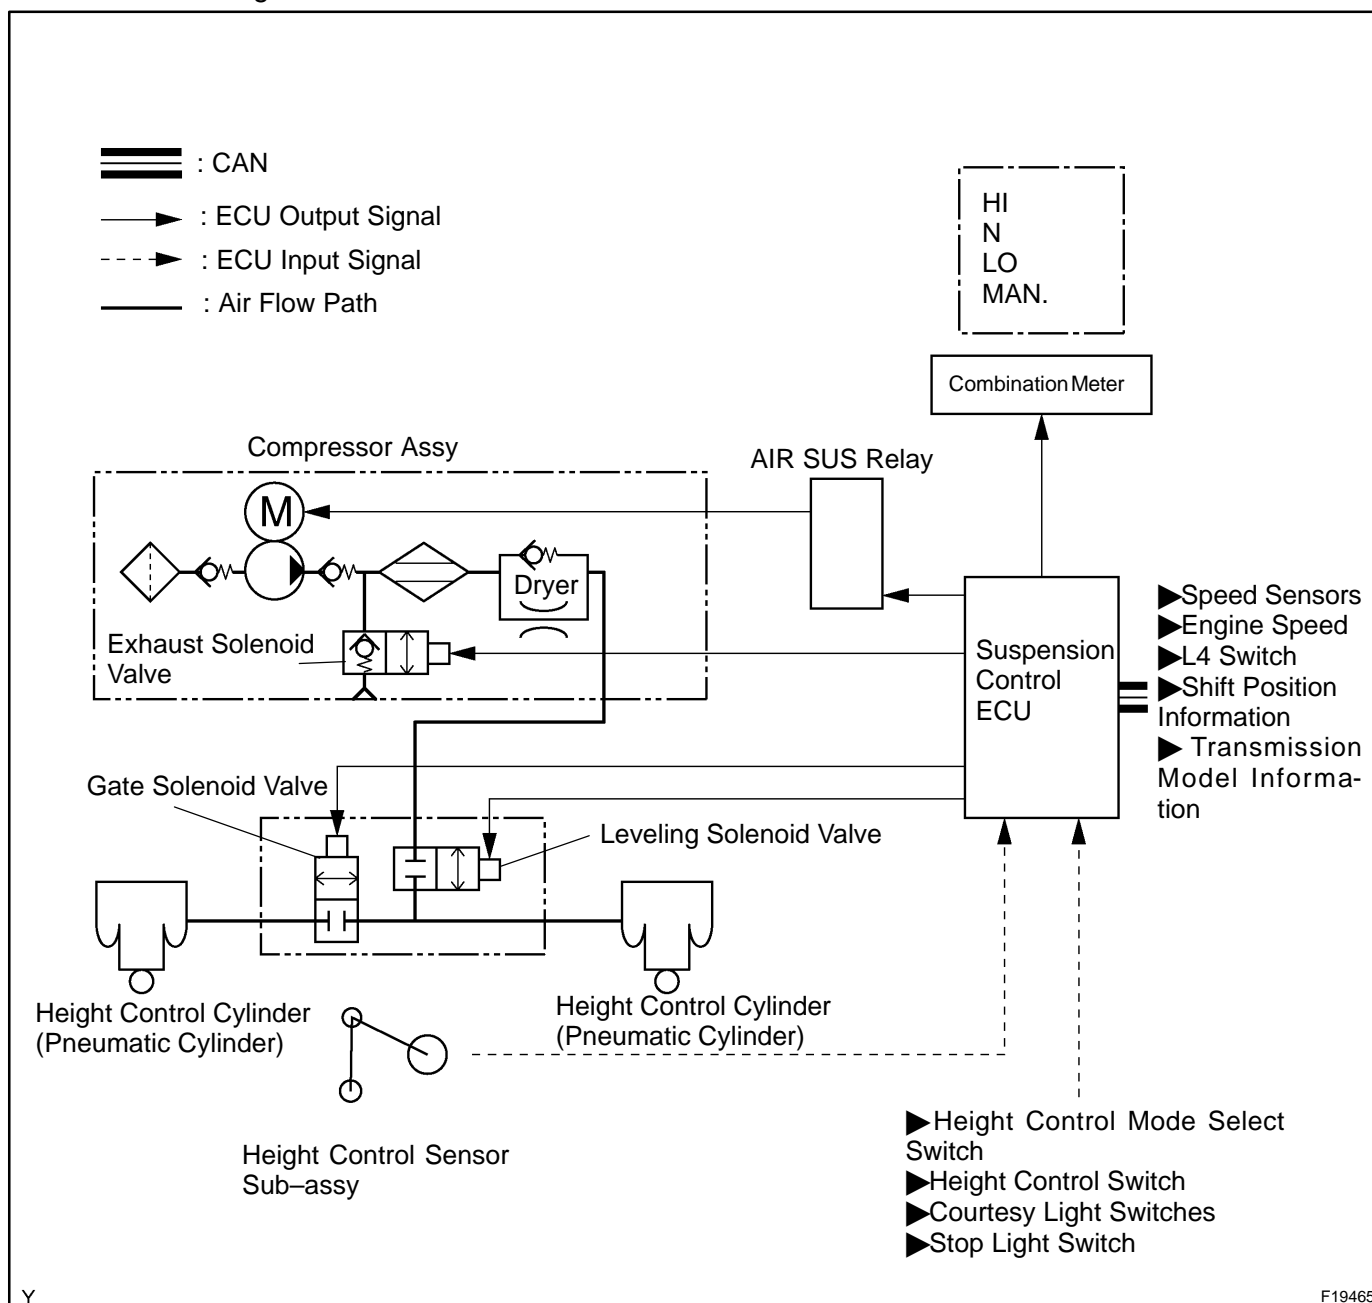 : CAN
: ECU Output Signal
: ECU Input Signal
: Air Flow Path
HI
N
LO
MAN.
Combination Meter
Compressor Assy
AIR SUS Relay
M
Dryer
Exhaust Solenoid
Valve
Suspension
Control
ECU
▶Speed Sensors
▶Engine Speed
▶L4 Switch
▶Shift Position
Information
▶ Transmission
Model Informa-
tion
Gate Solenoid Valve
Leveling Solenoid Valve
Height Control Cylinder
(Pneumatic Cylinder)
Height Control Cylinder
(Pneumatic Cylinder)
Height Control Sensor
Sub–assy
▶Height Control Mode Select
Switch
▶Height Control Switch
▶Courtesy Light Switches
▶Stop Light Switch
Y
F19465